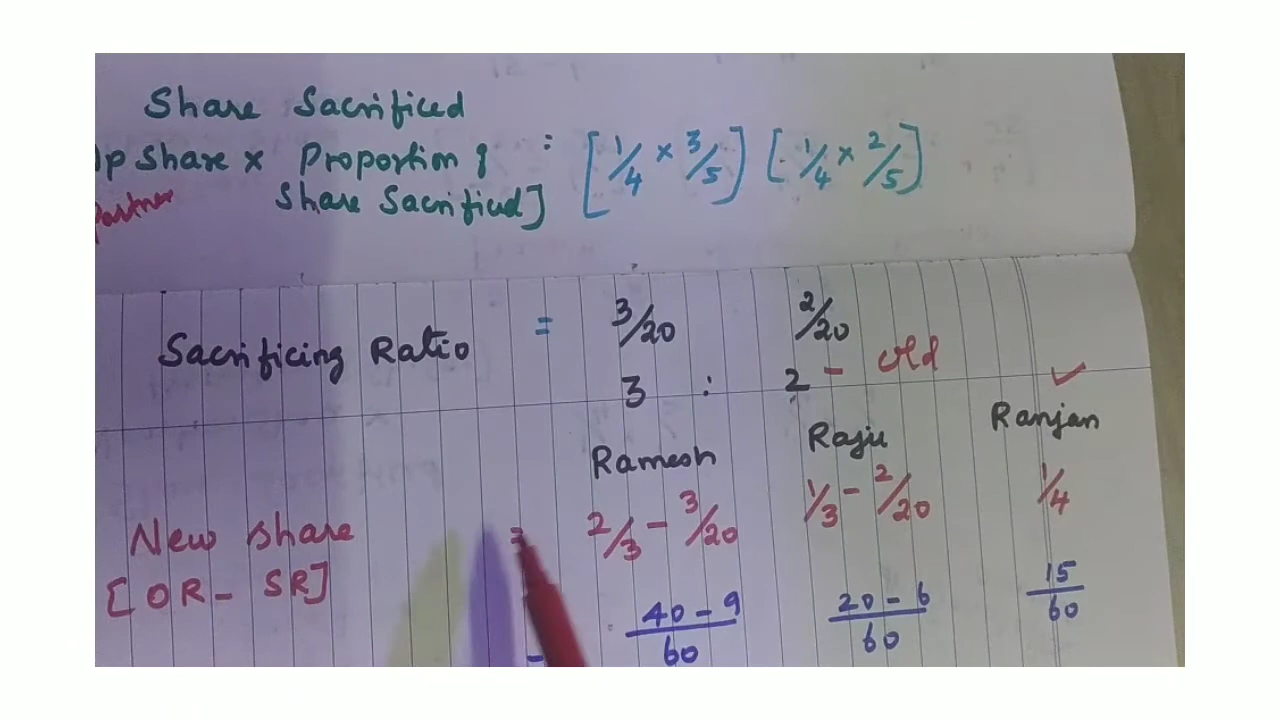 Share Sacrificed
Share × Proportion of : [1/4 × 3/5] [1/4 × 2/5]
Partner Share Sacrificed]
Sacrificing Ratio = 3/20 2/20
3 : 2 - Old ✓
Ramesh Raju Ranjan
New Share = 2/3 - 3/20 1/3 - 2/20 1/4
[OR - SR]
= 40 - 9/60 20 - 6/60 15/60